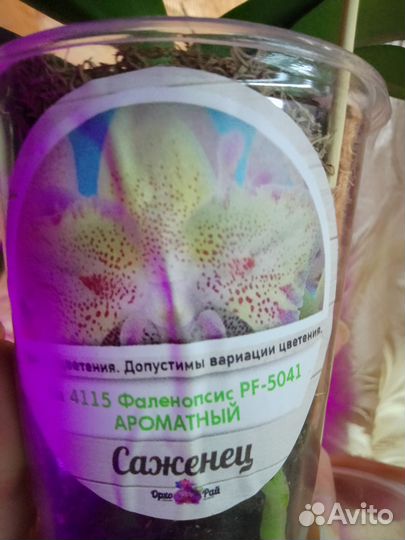 цветения. Допустимы вариации цветения.
4115 Фаленопсис PF-5041
АРОМАТНЫЙ
Саженец
Орхо Рай
Avito